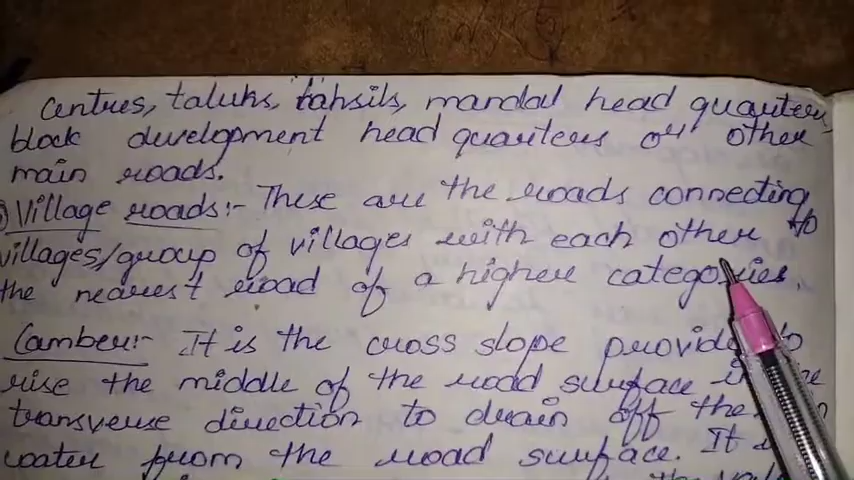 centres, taluks, tahsils, mandal head quarters,
block development head quarters or other
main roads.
Village roads:- These are the roads connecting
villages/group of villages with each other to
the nearest road of a higher categories.
Camber:- It is the cross slope provide to
rise the middle of the road surface in
transverse direction to drain off the
water from the road surface. It